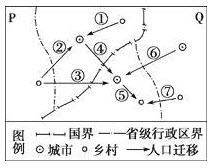 P Q
①
② ④ ⑥
③
⑤ ⑦
图例 国界 省级行政区界
城市 乡村 人口迁移